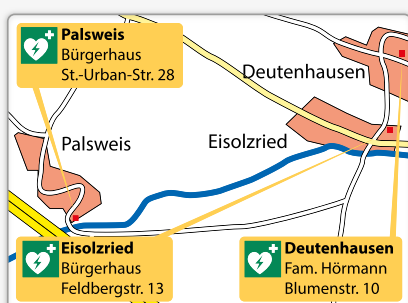 Palsweis
Bürgerhaus
St.-Urban-Str. 28
Deutenhausen
Palsweis
Eisolzried
Eisolzried
Bürgerhaus
Feldbergstr. 13
Deutenhausen
Fam. Hörmann
Blumenstr. 10